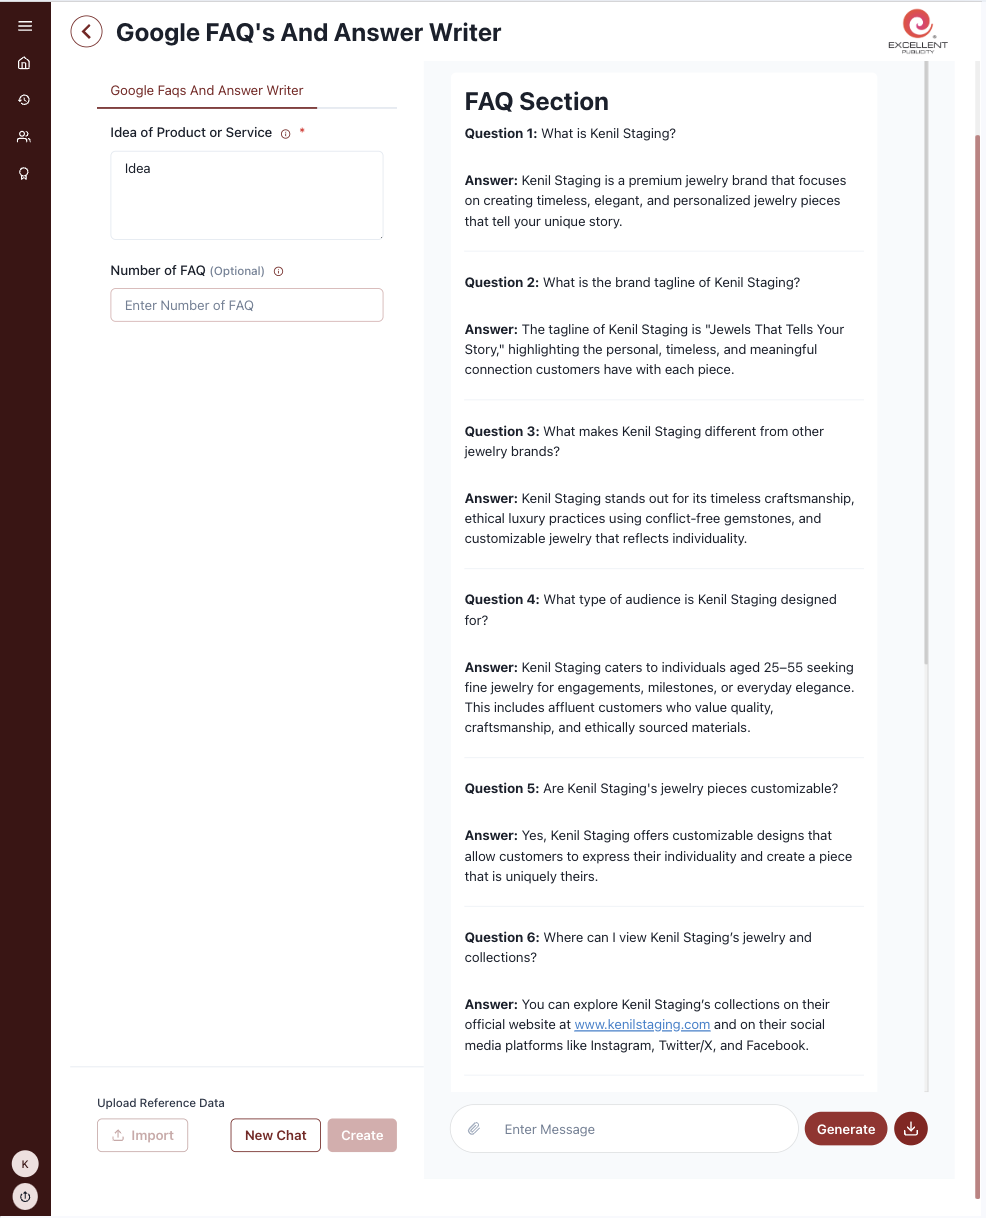 Google FAQ's And Answer Writer
EXCELLENT
PUBLICITY
Google Faqs And Answer Writer
Idea of Product or Service *
Idea
Number of FAQ (Optional)
Enter Number of FAQ
Upload Reference Data
Import
New Chat
Create
K
FAQ Section
Question 1: What is Kenil Staging?
Answer: Kenil Staging is a premium jewelry brand that focuses
on creating timeless, elegant, and personalized jewelry pieces
that tell your unique story.
Question 2: What is the brand tagline of Kenil Staging?
Answer: The tagline of Kenil Staging is "Jewels That Tells Your
Story," highlighting the personal, timeless, and meaningful
connection customers have with each piece.
Question 3: What makes Kenil Staging different from other
jewelry brands?
Answer: Kenil Staging stands out for its timeless craftsmanship,
ethical luxury practices using conflict-free gemstones, and
customizable jewelry that reflects individuality.
Question 4: What type of audience is Kenil Staging designed
for?
Answer: Kenil Staging caters to individuals aged 25–55 seeking
fine jewelry for engagements, milestones, or everyday elegance.
This includes affluent customers who value quality,
craftsmanship, and ethically sourced materials.
Question 5: Are Kenil Staging's jewelry pieces customizable?
Answer: Yes, Kenil Staging offers customizable designs that
allow customers to express their individuality and create a piece
that is uniquely theirs.
Question 6: Where can I view Kenil Staging’s jewelry and
collections?
Answer: You can explore Kenil Staging’s collections on their
official website at www.kenilstaging.com and on their social
media platforms like Instagram, Twitter/X, and Facebook.
Enter Message
Generate